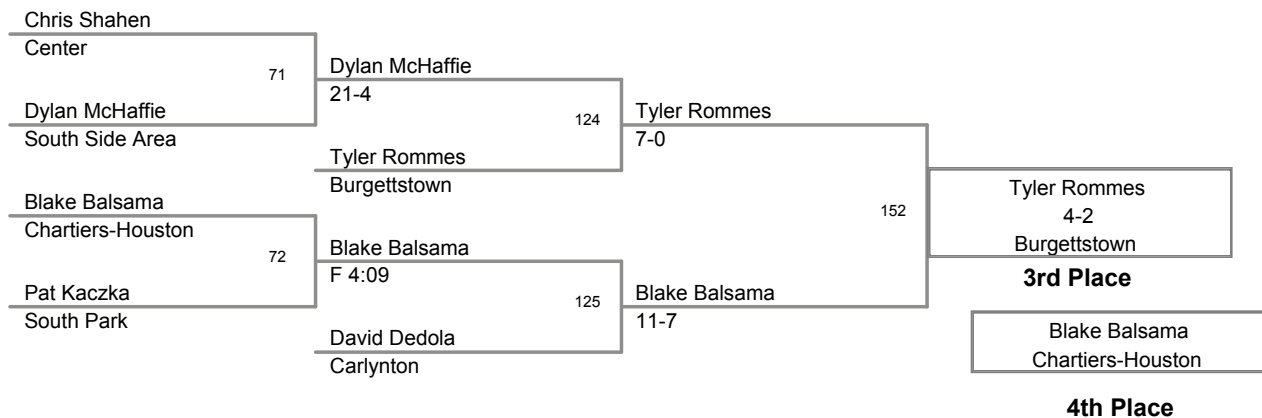 Chris Shahen
Center
71
Dylan McHaffie
21-4
Dylan McHaffie
South Side Area
124
Tyler Rommes
7-0
Tyler Rommes
Burgettstown
Blake Balsama
Chartiers-Houston
152
Tyler Rommes
4-2
Burgettstown
3rd Place
72
Blake Balsama
F 4:09
Pat Kaczka
South Park
125
Blake Balsama
11-7
David Dedola
Carlynton
Blake Balsama
Chartiers-Houston
4th Place